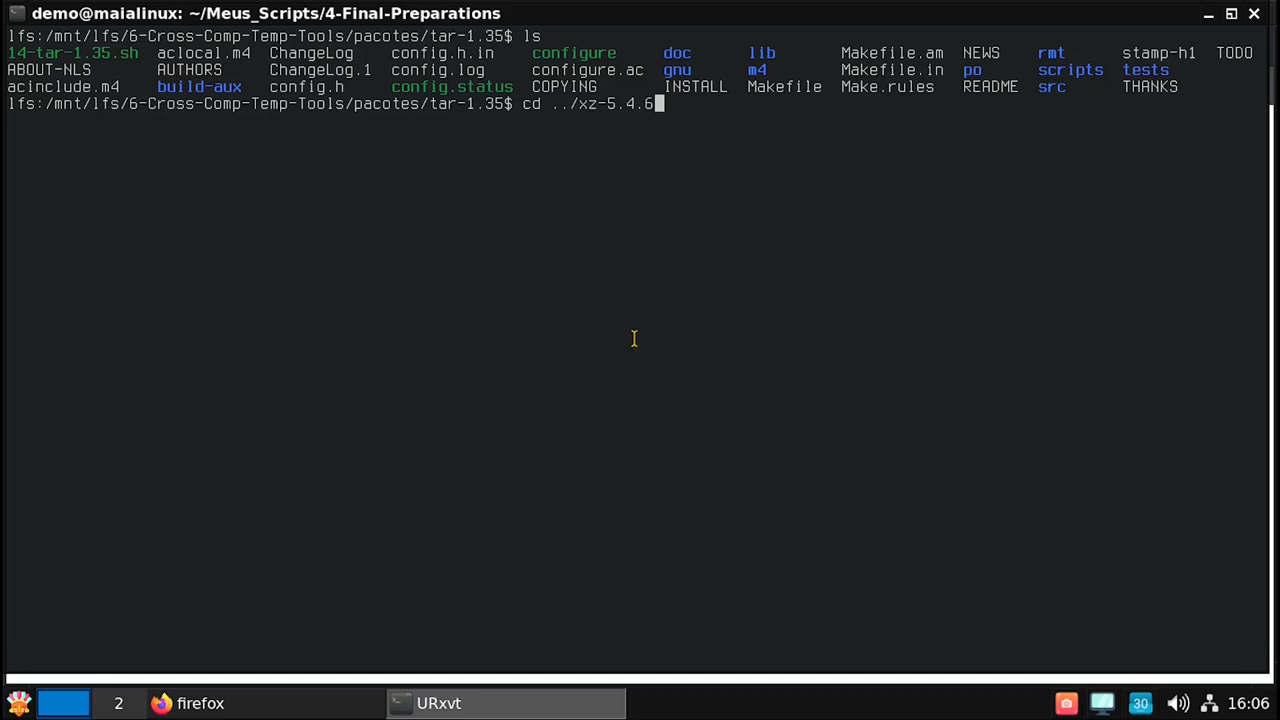 demo@maialinux: ~/Meus_Scripts/4-Final-Preparations
lfs:/mnt/lfs/6-Cross-Comp-Temp-Tools/pacotes/tar-1.35$ ls
14-tar-1.35.sh aclocal.m4 ChangeLog config.h.in configure doc lib Makefile.am NEWS rmt stamp-h1 TODO
ABOUT-NLS AUTHORS ChangeLog.1 config.log configure.ac gnu m4 Makefile.in po scripts tests
acinclude.m4 build-aux config.h config.status COPYING INSTALL Makefile Make.rules README src THANKS
lfs:/mnt/lfs/6-Cross-Comp-Temp-Tools/pacotes/tar-1.35$ cd ../xz-5.4.6
2 firefox URxvt 30 16:06